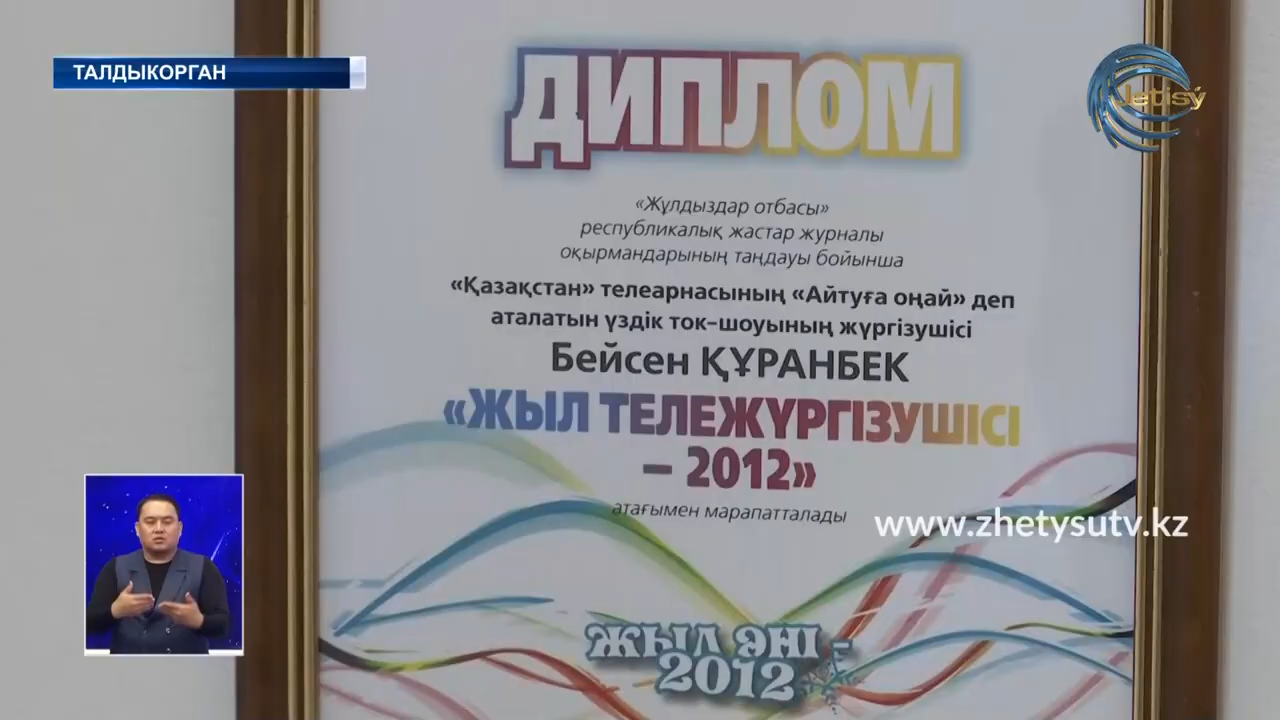 ТАЛДЫКОРГАН
Jetisý
ДИПЛОМ
«Жұлдыздар отбасы»
республикалық жастар журналы
оқырмандарының таңдауы бойынша
«Қазақстан» телеарнасының «Айтуға оңай» деп
аталатын үздік ток-шоуының жүргізушісі
Бейсен ҚҰРАНБЕК
«ЖЫЛ ТЕЛЕЖҮРГІЗУШІСІ
– 2012»
атағымен марапатталады
www.zhetysutv.kz
ЖЫЛ ӘНІ -
2012